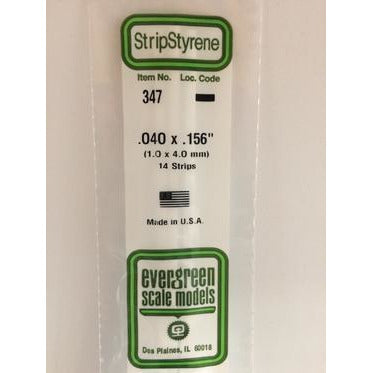 StripStyrene
Item No. Loc. Code
347
.040 x .156"
(1.0 x 4.0 mm)
14 Strips
Made in U.S.A.
evergreen
scale models
Des Plaines, IL 60018